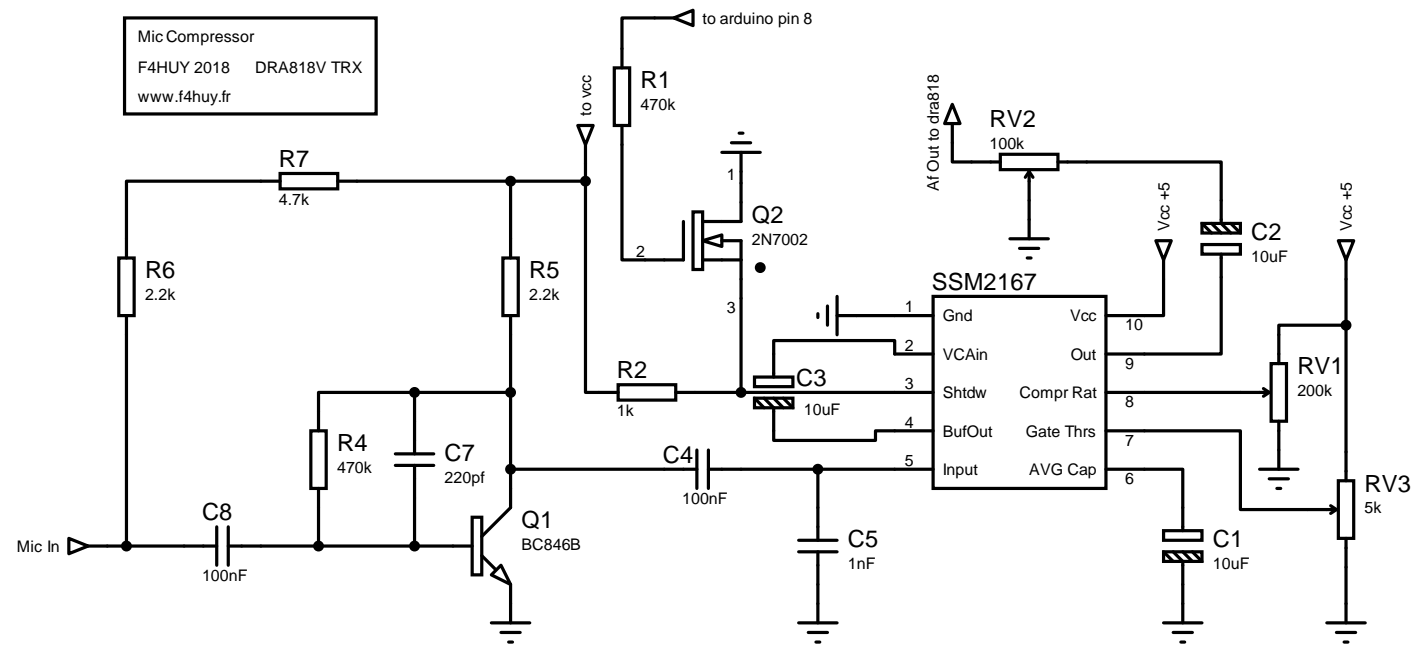 Mic Compressor
F4HUY 2018 DRA818V TRX
www.f4huy.fr
to arduino pin 8
to vcc
R1
470k
R7
4.7k
R6
2.2k
R5
2.2k
1
Q2
2N7002
2
3
Af Out to dra818
RV2
100k
Vcc +5
C2
10uF
Vcc +5
SSM2167
1
Gnd
Vcc
10
2
VCAin
Out
9
3
Shtdw
Compr Rat
8
4
BufOut
Gate Thrs
7
5
Input
AVG Cap
6
RV1
200k
R2
1k
C3
10uF
R4
470k
C7
220pf
C4
100nF
RV3
5k
Mic In
C8
100nF
Q1
BC846B
C5
1nF
C1
10uF